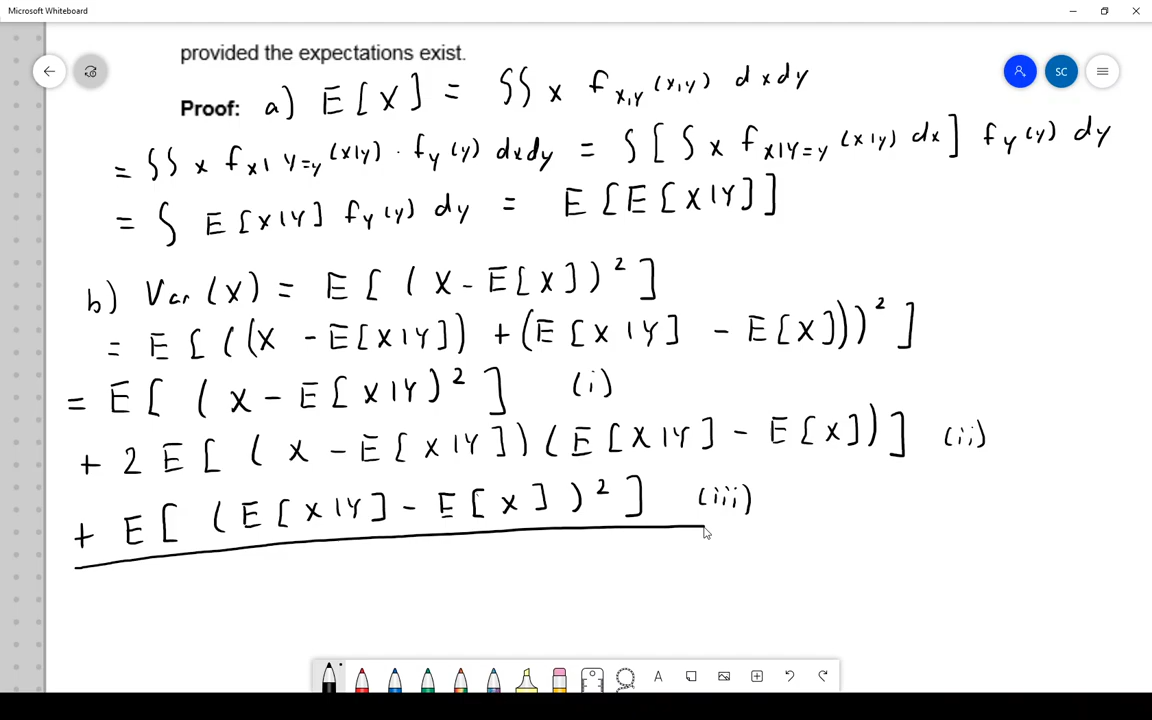 Microsoft Whiteboard
provided the expectations exist.
SC
Proof: a) E[X] = ∫∫ x f_{X,Y}(x,y) dxdy
= ∫∫ x f_{X|Y=y}(x|y) · f_Y(y) dxdy = ∫[∫ x f_{X|Y=y}(x|y) dx] f_Y(y) dy
= ∫ E[X|Y] f_Y(y) dy = E[E[X|Y]]
b) Var(X) = E[(X-E[X])²]
= E[((X - E[X|Y]) + (E[X|Y] - E[X]))²]
= E[(X - E[X|Y)²] (i)
+ 2 E[(X - E[X|Y])(E[X|Y] - E[X])] (ii)
+ E[(E[X|Y] - E[X])²] (iii)
A